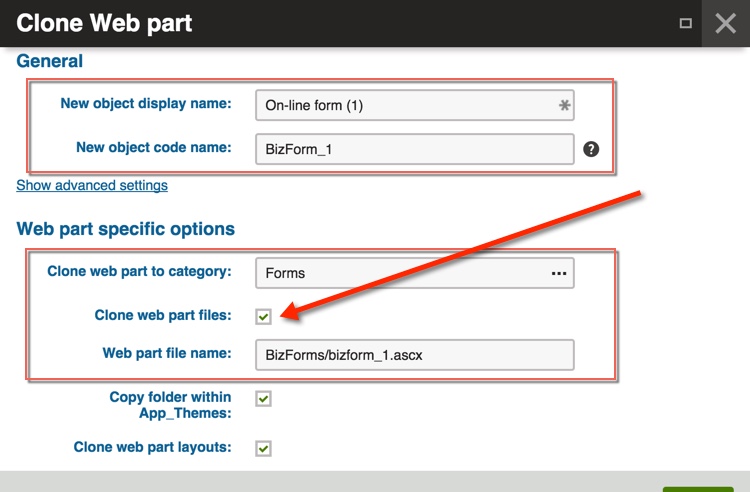 Clone Web part
General
New object display name: On-line form (1)
New object code name: BizForm_1
Show advanced settings
Web part specific options
Clone web part to category: Forms
Clone web part files:
Web part file name: BizForms/bizform_1.ascx
Copy folder within
App_Themes:
Clone web part layouts: